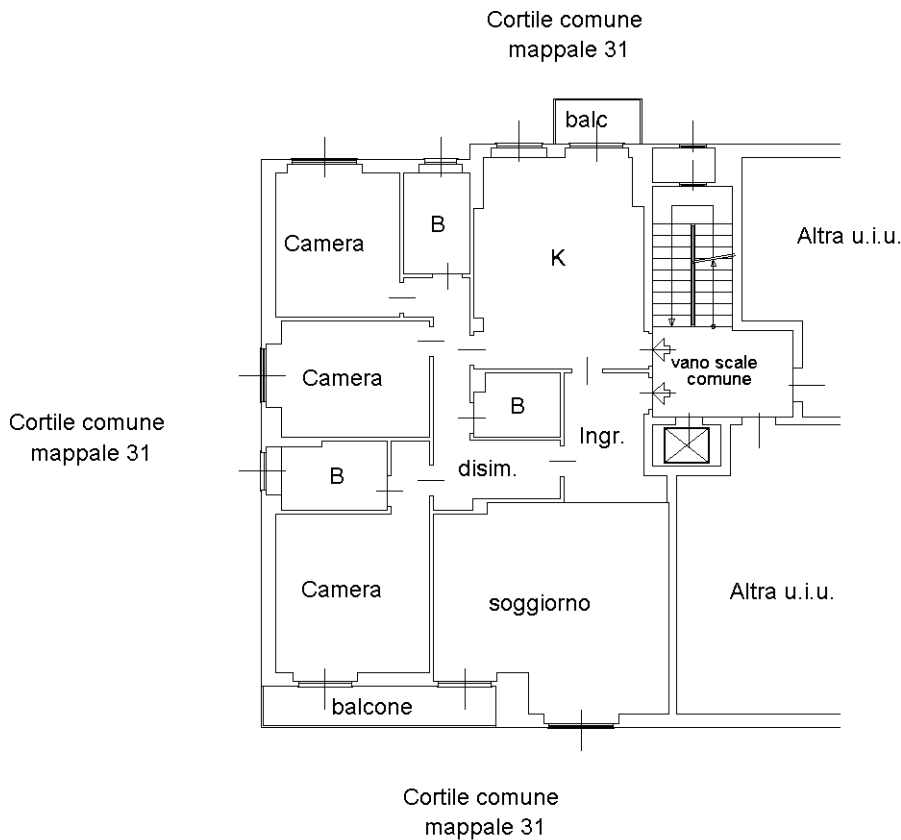 Cortile comune
mappale 31
balc
Camera
B
K
Altra u.i.u.
Camera
vano scale
comune
B
Ingr.
Cortile comune
mappale 31
disim.
B
Camera
soggiorno
Altra u.i.u.
balcone
Cortile comune
mappale 31